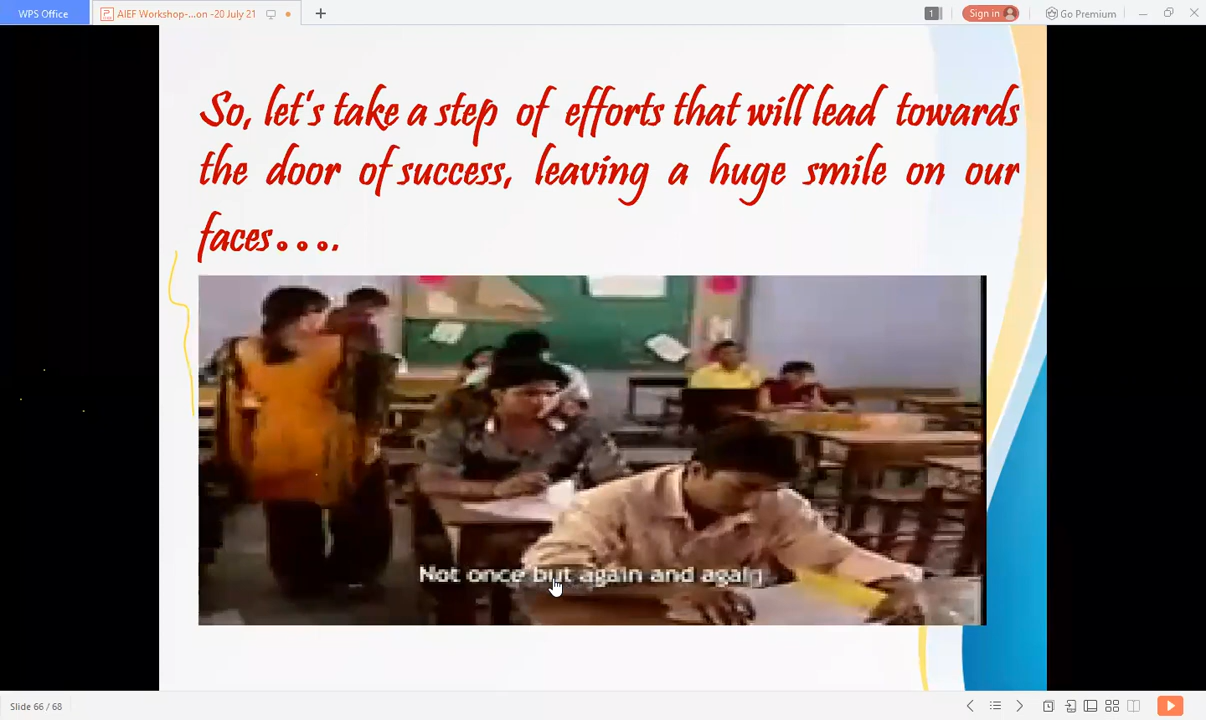 WPS Office
AIEF Workshop-...on -20 July 21
1
Sign in
Go Premium
So, let's take a step of efforts that will lead towards
the door of success, leaving a huge smile on our
faces....
Not once but again and again
Slide 66 / 68